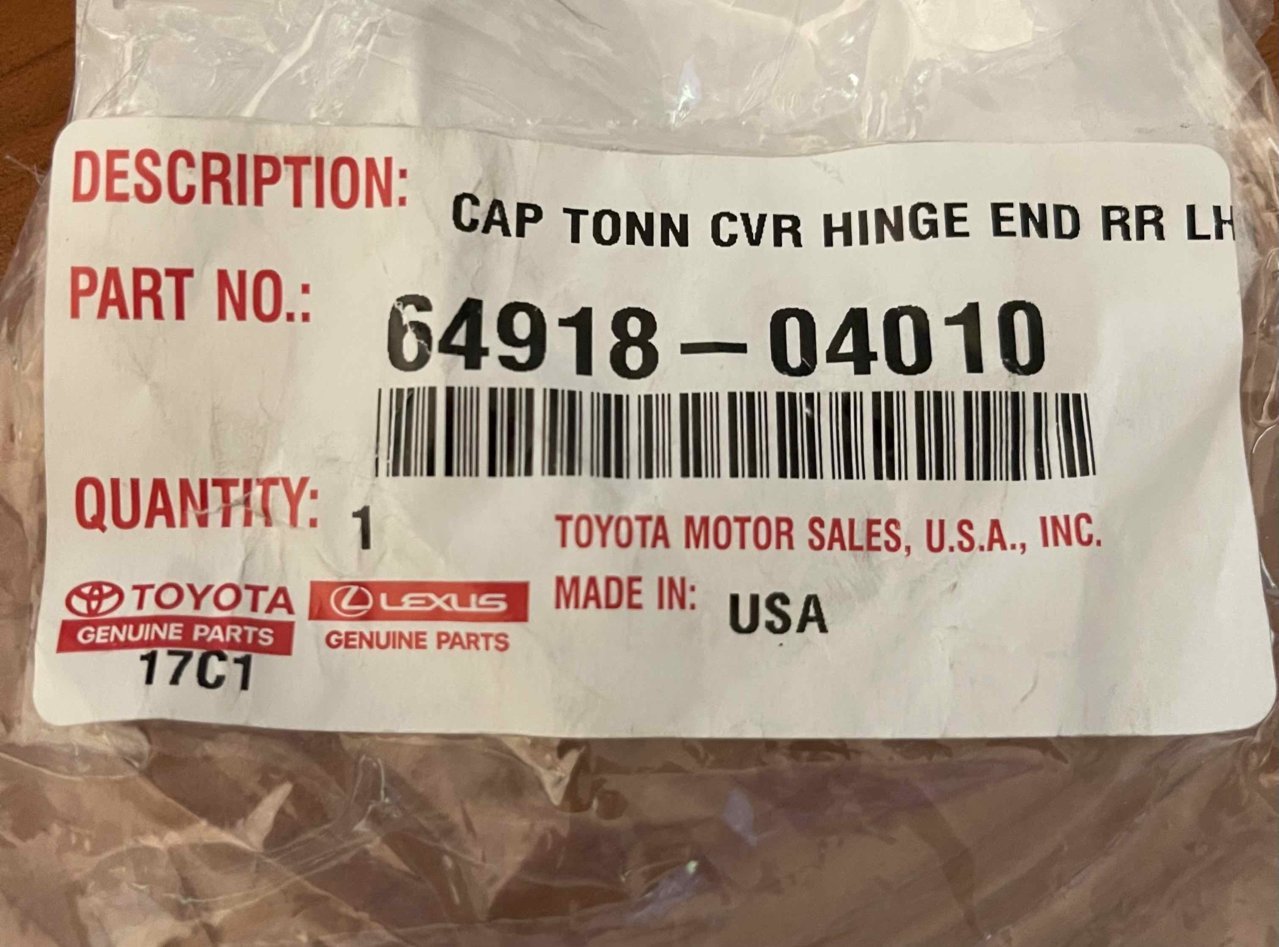 DESCRIPTION: CAP TONN CVR HINGE END RR LH
PART NO.: 64918-04010
QUANTITY: 1
TOYOTA MOTOR SALES, U.S.A., INC.
TOYOTA
GENUINE PARTS
LEXUS
GENUINE PARTS
MADE IN: USA
17C1